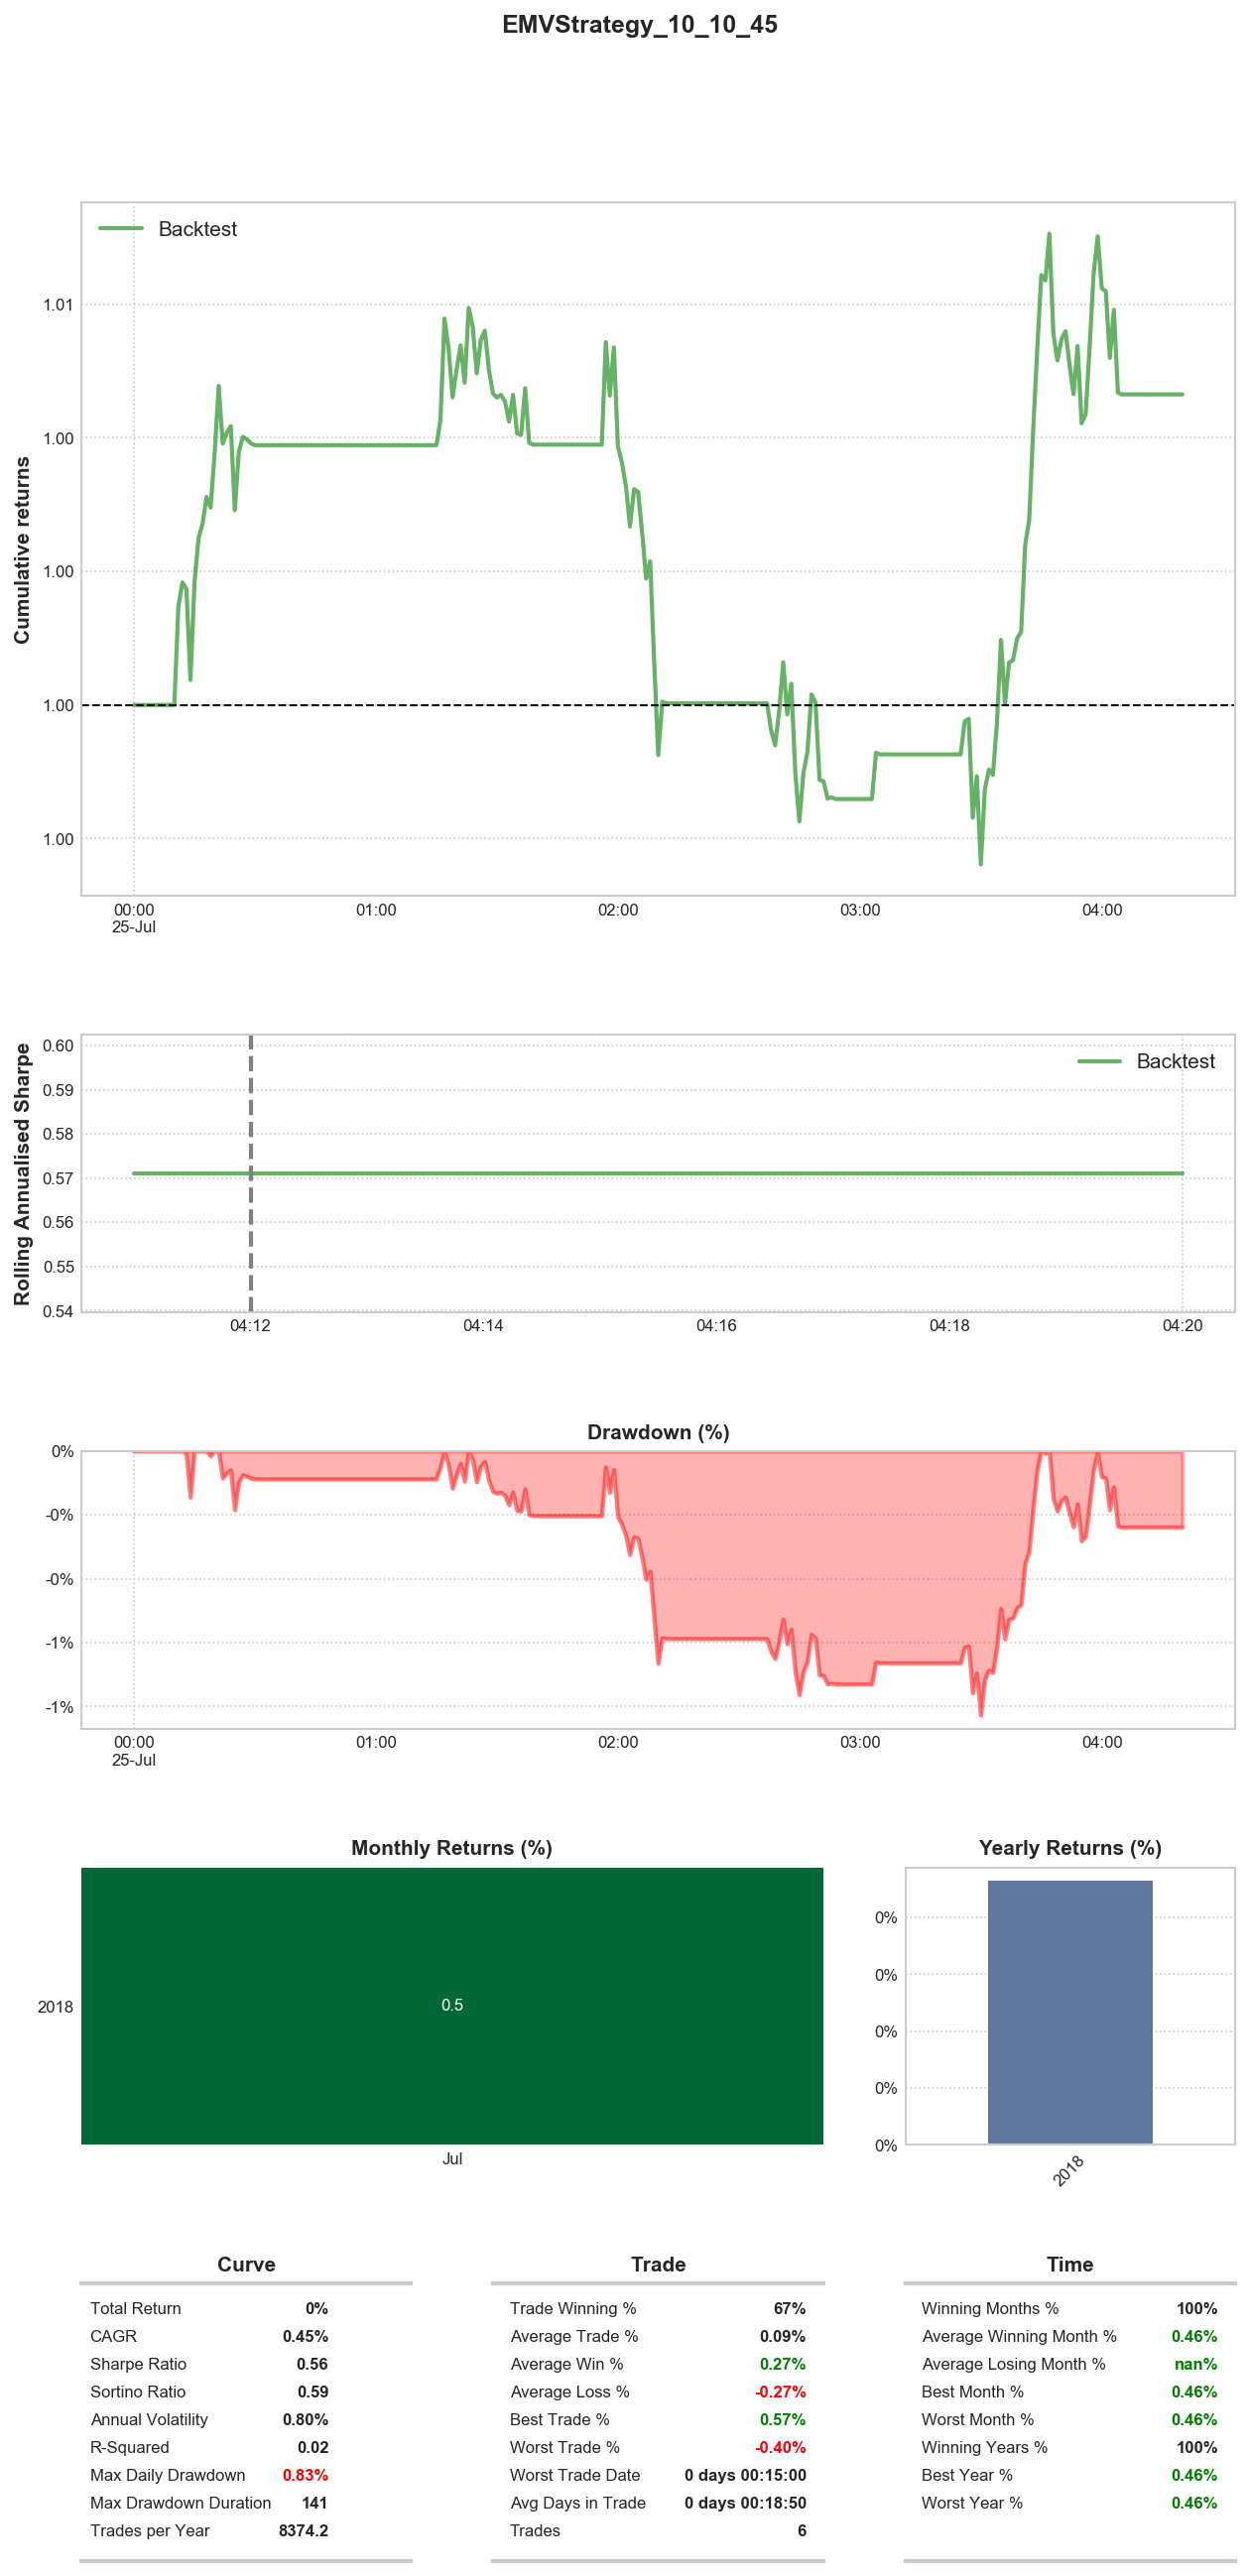 EMVStrategy_10_10_45
Backtest
Cumulative returns
1.01
1.00
1.00
1.00
1.00
00:00
25-Jul
01:00
02:00
03:00
04:00
Rolling Annualised Sharpe
Backtest
0.60
0.59
0.58
0.57
0.56
0.55
0.54
04:12
04:14
04:16
04:18
04:20
Drawdown (%)
0%
-0%
-0%
-1%
-1%
00:00
25-Jul
01:00
02:00
03:00
04:00
Monthly Returns (%)
2018
0.5
Jul
Yearly Returns (%)
0%
0%
0%
0%
0%
2018
Curve
Total Return 0%
CAGR 0.45%
Sharpe Ratio 0.56
Sortino Ratio 0.59
Annual Volatility 0.80%
R-Squared 0.02
Max Daily Drawdown 0.83%
Max Drawdown Duration 141
Trades per Year 8374.2
Trade
Trade Winning % 67%
Average Trade % 0.09%
Average Win % 0.27%
Average Loss % -0.27%
Best Trade % 0.57%
Worst Trade % -0.40%
Worst Trade Date 0 days 00:15:00
Avg Days in Trade 0 days 00:18:50
Trades 6
Time
Winning Months % 100%
Average Winning Month % 0.46%
Average Losing Month % nan%
Best Month % 0.46%
Worst Month % 0.46%
Winning Years % 100%
Best Year % 0.46%
Worst Year % 0.46%